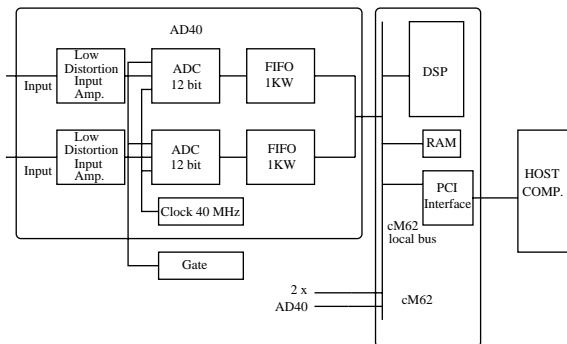 AD40
Low
Distortion
Input
Amp.
Input
ADC
12 bit
FIFO
1KW
Low
Distortion
Input
Amp.
Input
ADC
12 bit
FIFO
1KW
Clock 40 MHz
Gate
DSP
RAM
PCI
Interface
cM62
local bus
HOST
COMP.
2 x
AD40
cM62